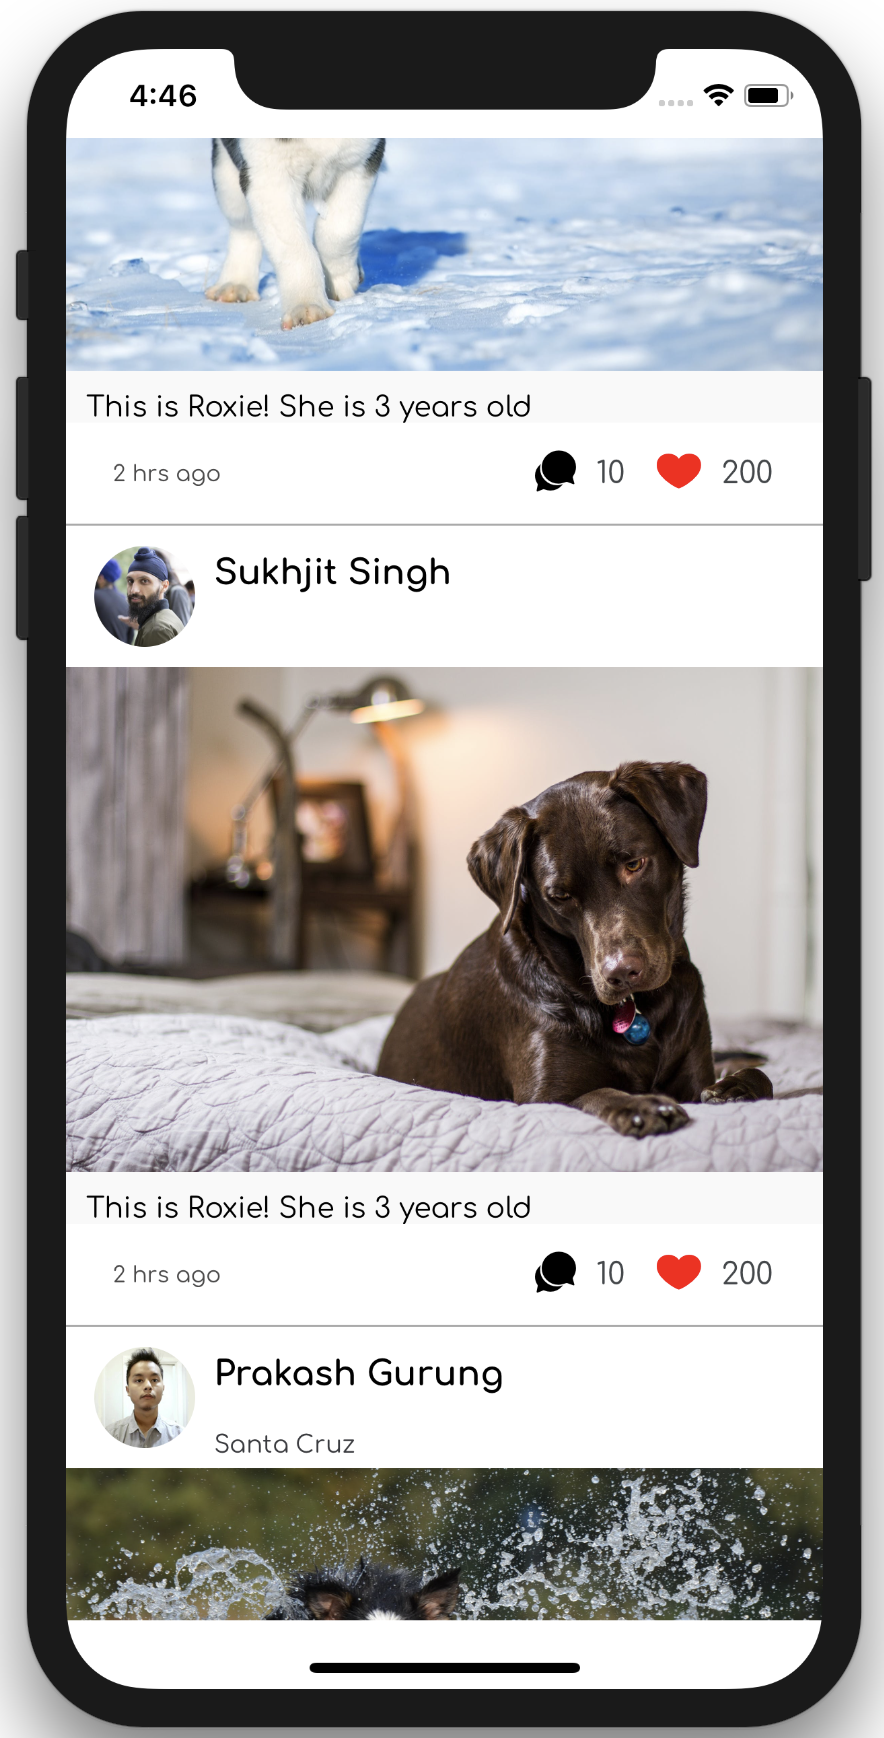 4:46
This is Roxie! She is 3 years old
2 hrs ago 10 200
Sukhjit Singh
This is Roxie! She is 3 years old
2 hrs ago 10 200
Prakash Gurung
Santa Cruz